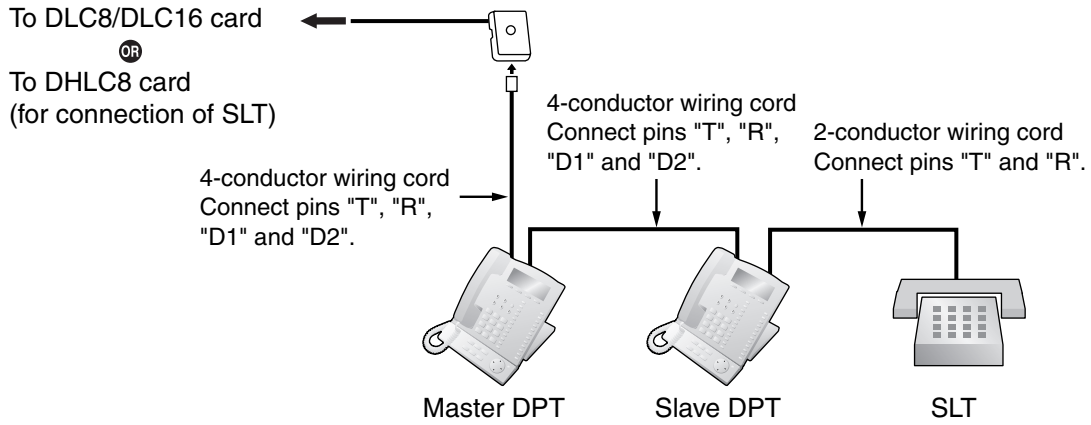 To DLC8/DLC16 card
OR
To DHLC8 card
(for connection of SLT)
4-conductor wiring cord
Connect pins "T", "R",
"D1" and "D2".
4-conductor wiring cord
Connect pins "T", "R",
"D1" and "D2".
2-conductor wiring cord
Connect pins "T" and "R".
Master DPT
Slave DPT
SLT